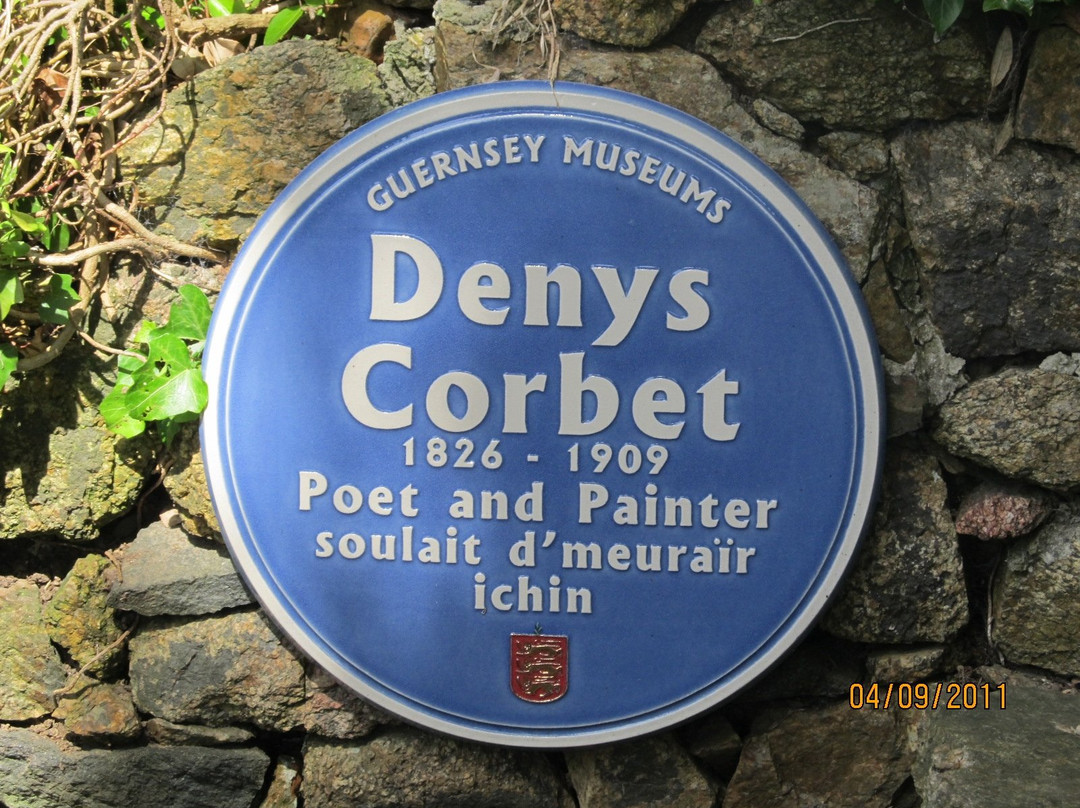 GUERNSEY MUSEUMS
Denys
Corbet
1826 - 1909
Poet and Painter
soulait d'meuraïr
ichin
04/09/2011